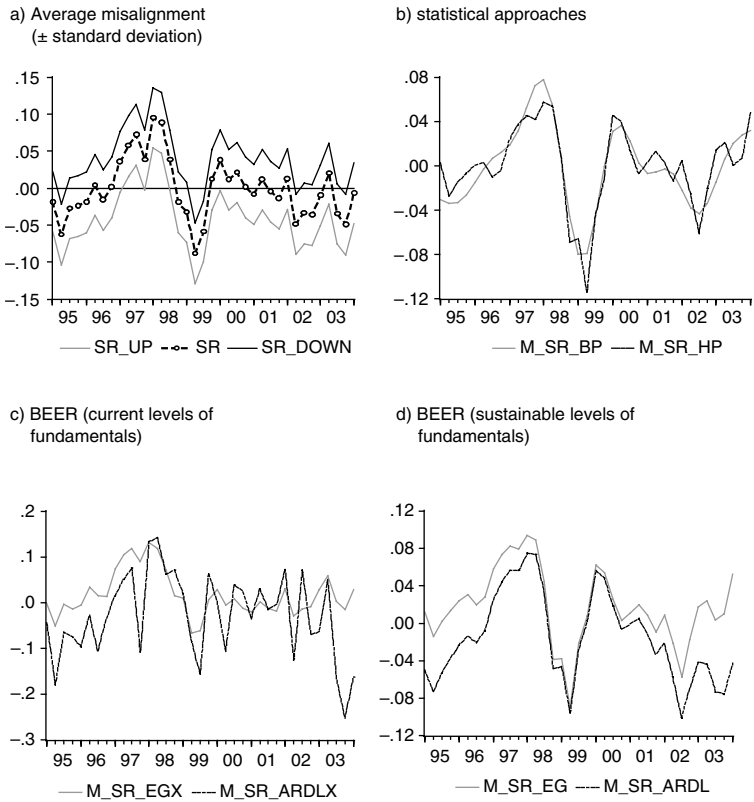 a) Average misalignment
(± standard deviation)
.15
.10
.05
.00
−.05
−.10
−.15
95 96 97 98 99 00 01 02 03
SR_UP SR SR_DOWN
b) statistical approaches
.08
.04
.00
−.04
−.08
−.12
95 96 97 98 99 00 01 02 03
M_SR_BP M_SR_HP
c) BEER (current levels of
fundamentals)
.2
.1
.0
−.1
−.2
−.3
95 96 97 98 99 00 01 02 03
M_SR_EGX M_SR_ARDLX
d) BEER (sustainable levels of
fundamentals)
.12
.08
.04
.00
−.04
−.08
−.12
95 96 97 98 99 00 01 02 03
M_SR_EG M_SR_ARDL